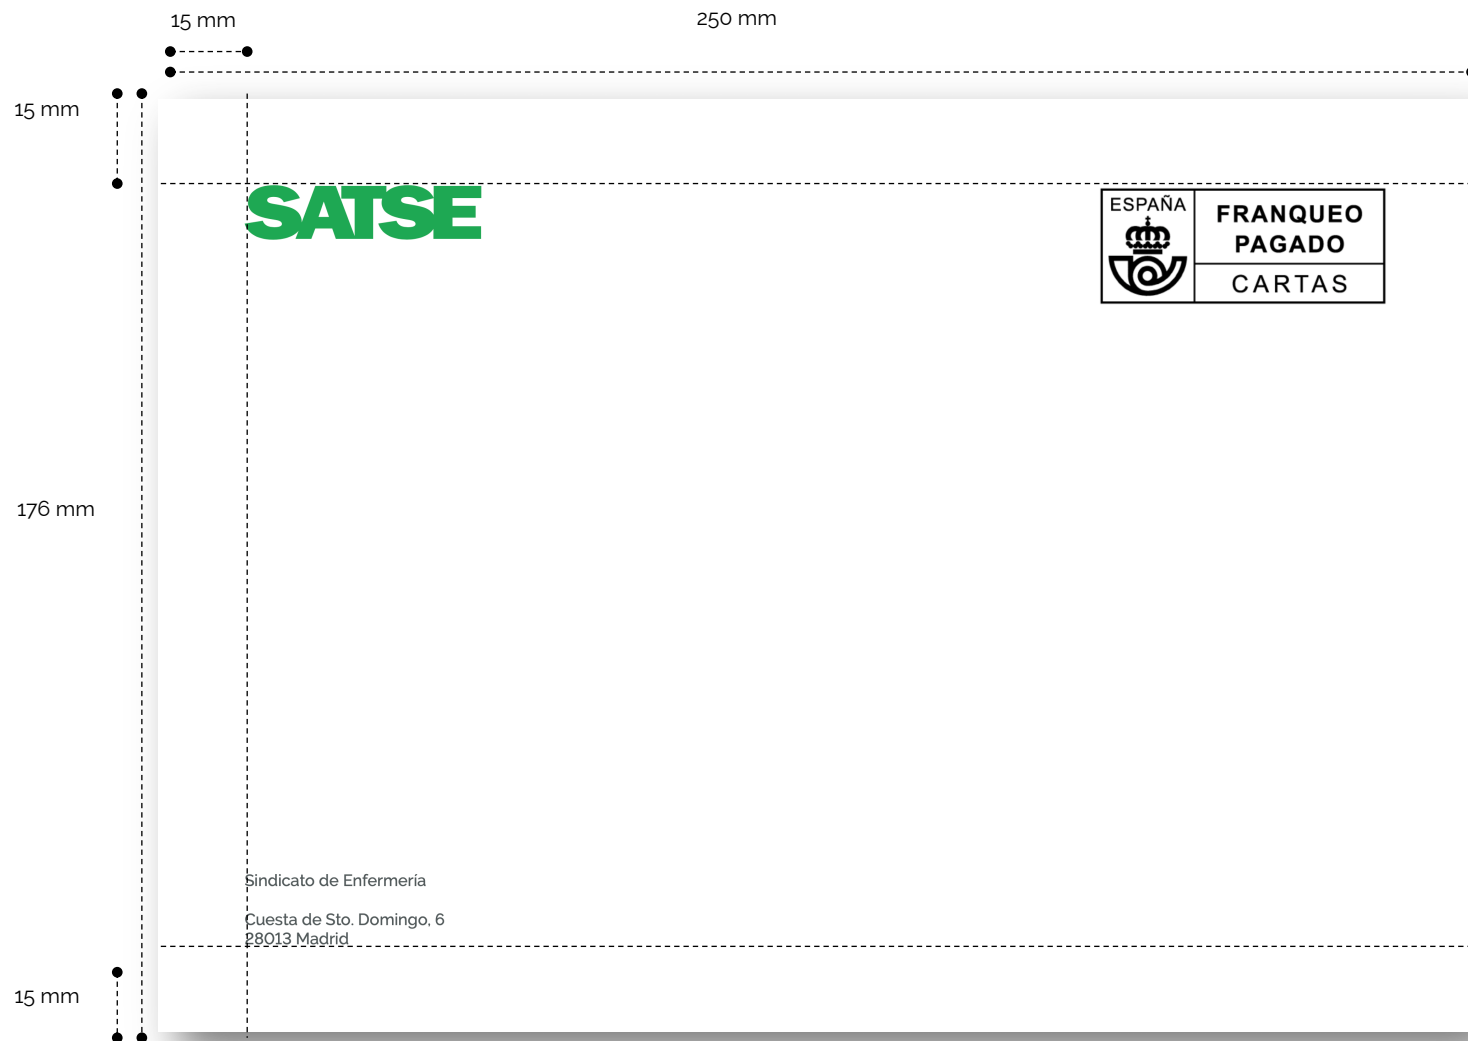 15 mm
250 mm
15 mm
SATSE
ESPAÑA
FRANQUEO
PAGADO
CARTAS
176 mm
Sindicato de Enfermería
Cuesta de Sto. Domingo, 6
28013 Madrid
15 mm